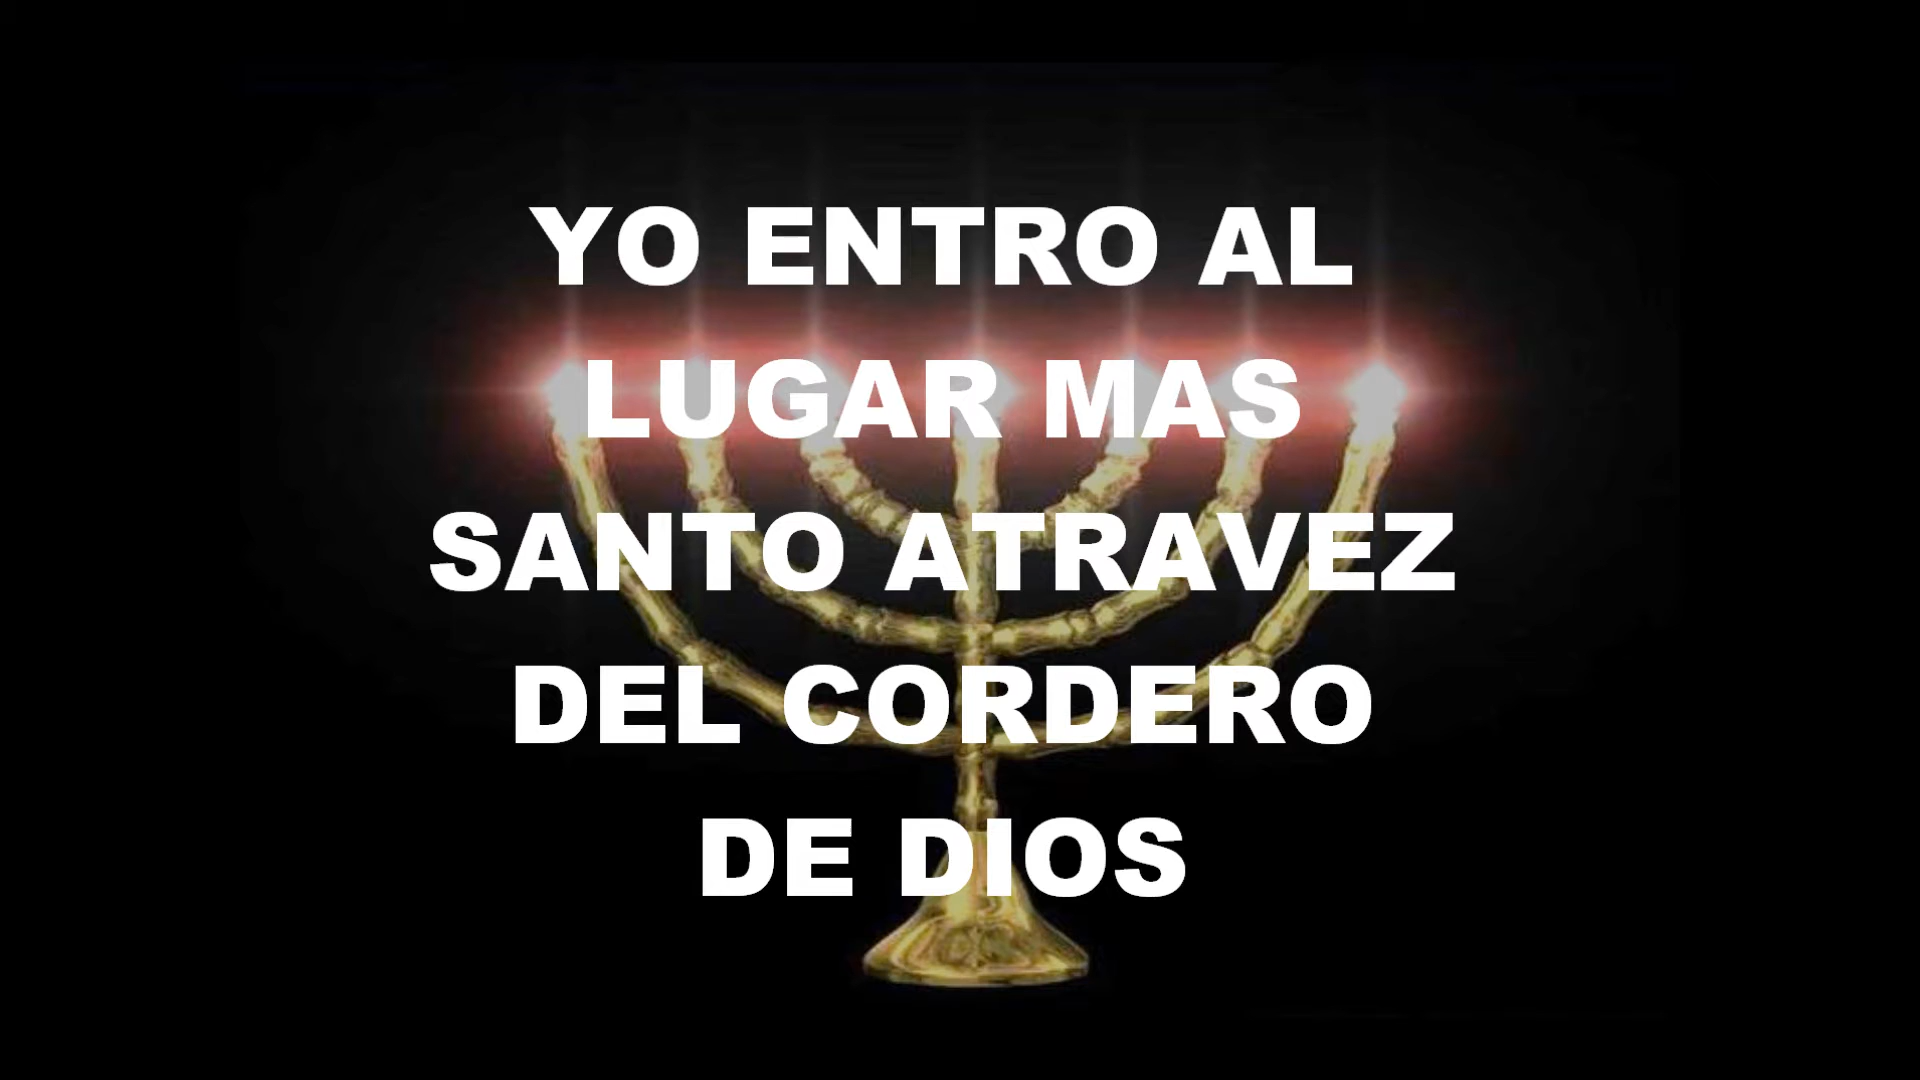 YO ENTRO AL
LUGAR MAS
SANTO ATRAVEZ
DEL CORDERO
DE DIOS